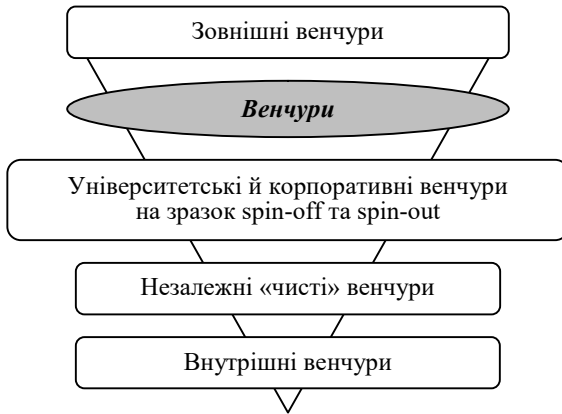 Зовнішні венчури
Венчури
Університетські й корпоративні венчури
на зразок spin-off та spin-out
Незалежні «чисті» венчури
Внутрішні венчури